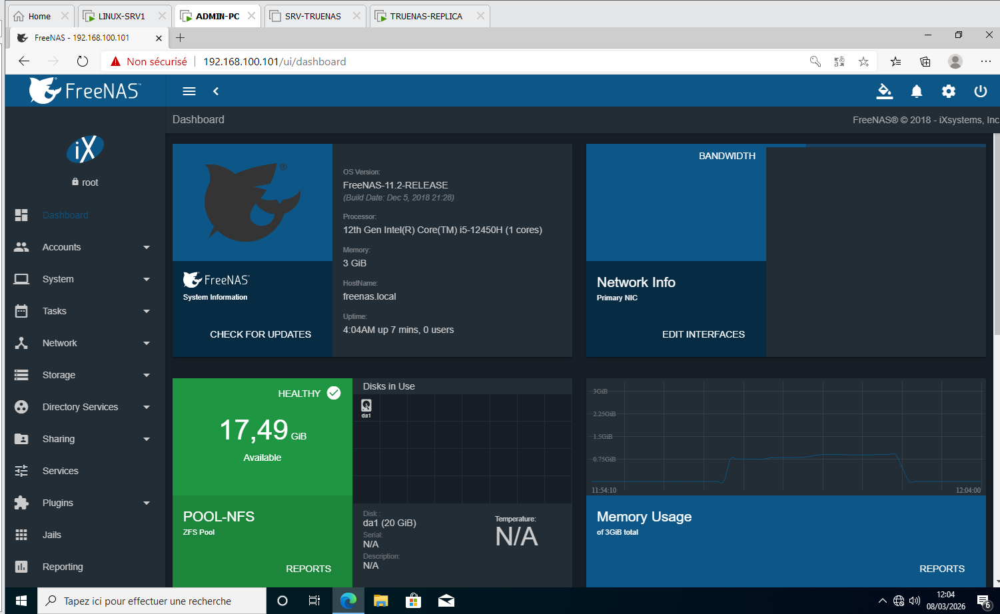 Home
LINUX-SRV1
ADMIN-PC
SRV-TRUENAS
TRUENAS-REPLICA
FreeNAS - 192.168.100.101
Non sécurisé
192.168.100.101/ui/dashboard
FreeNAS™
Dashboard
FreeNAS® © 2018 - iXsystems, Inc
iX
root
Dashboard
Accounts
System
Tasks
Network
Storage
Directory Services
Sharing
Services
Plugins
Jails
Reporting
®
FreeNAS
System Information
CHECK FOR UPDATES
OS Version:
FreeNAS-11.2-RELEASE
(Build Date: Dec 5, 2018 21:28)
Processor:
12th Gen Intel(R) Core(TM) i5-12450H (1 cores)
Memory:
3 GiB
HostName:
freenas.local
Uptime:
4:04AM up 7 mins, 0 users
BANDWIDTH
Network Info
Primary NIC
EDIT INTERFACES
HEALTHY
17,49 GiB
Available
POOL-NFS
ZFS Pool
REPORTS
Disks in Use
da1
Disk :
da1 (20 GiB)
Serial:
N/A
Description:
N/A
Temperature:
N/A
3GiB
2.25GiB
1.5GiB
0.75GiB
11:54:10
12:04:00
Memory Usage
of 3GiB total
REPORTS
Tapez ici pour effectuer une recherche
12:04
08/03/2026
6